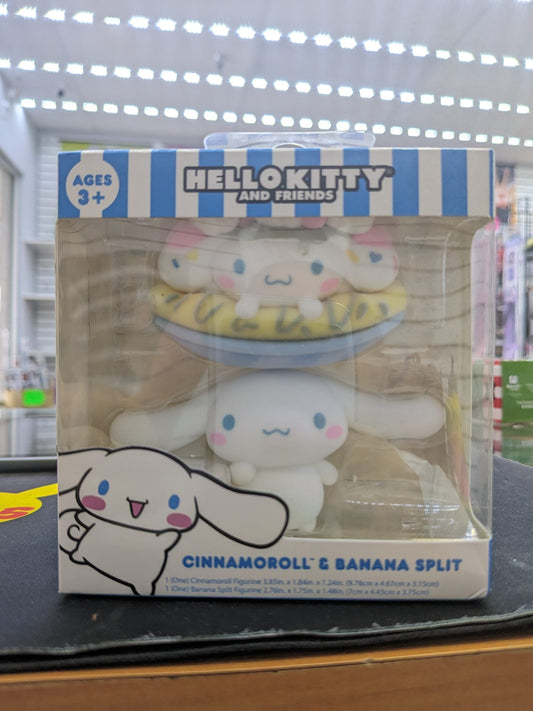 AGES
3+
HELLO KITTY®
AND FRIENDS
CINNAMOROLL™ & BANANA SPLIT
1 (One) Cinnamoroll Figurine 3.85in. x 1.84in. x 1.24in. (9.78cm x 4.67cm x 3.15cm)
1 (One) Banana Split Figurine 2.76in. x 1.75in. x 1.48in. (7cm x 4.45cm x 3.75cm)